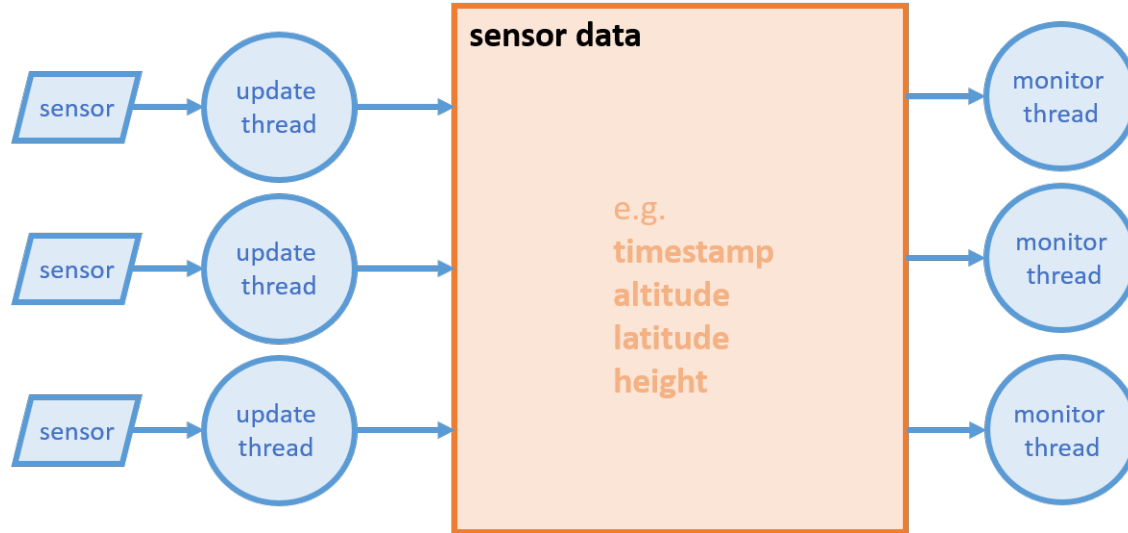 sensor data
sensor
update
thread
monitor
thread
sensor
update
thread
e.g.
timestamp
altitude
latitude
height
monitor
thread
sensor
update
thread
monitor
thread